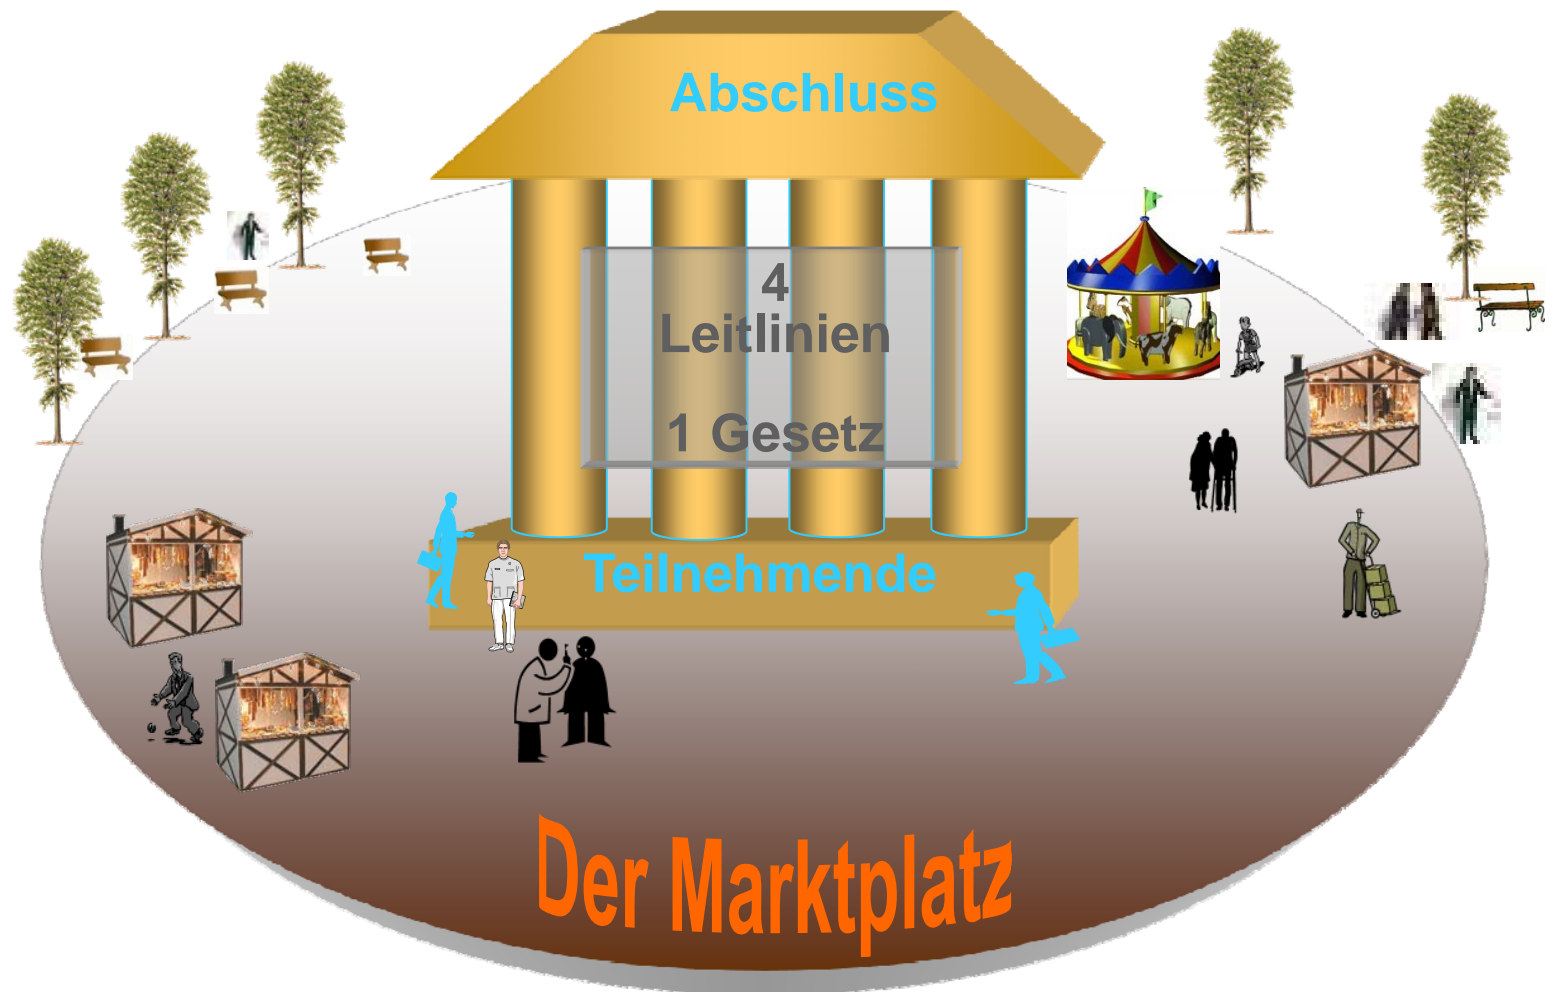 Abschluss
4
Leitlinien
1 Gesetz
Teilnehmende
Der Marktplatz